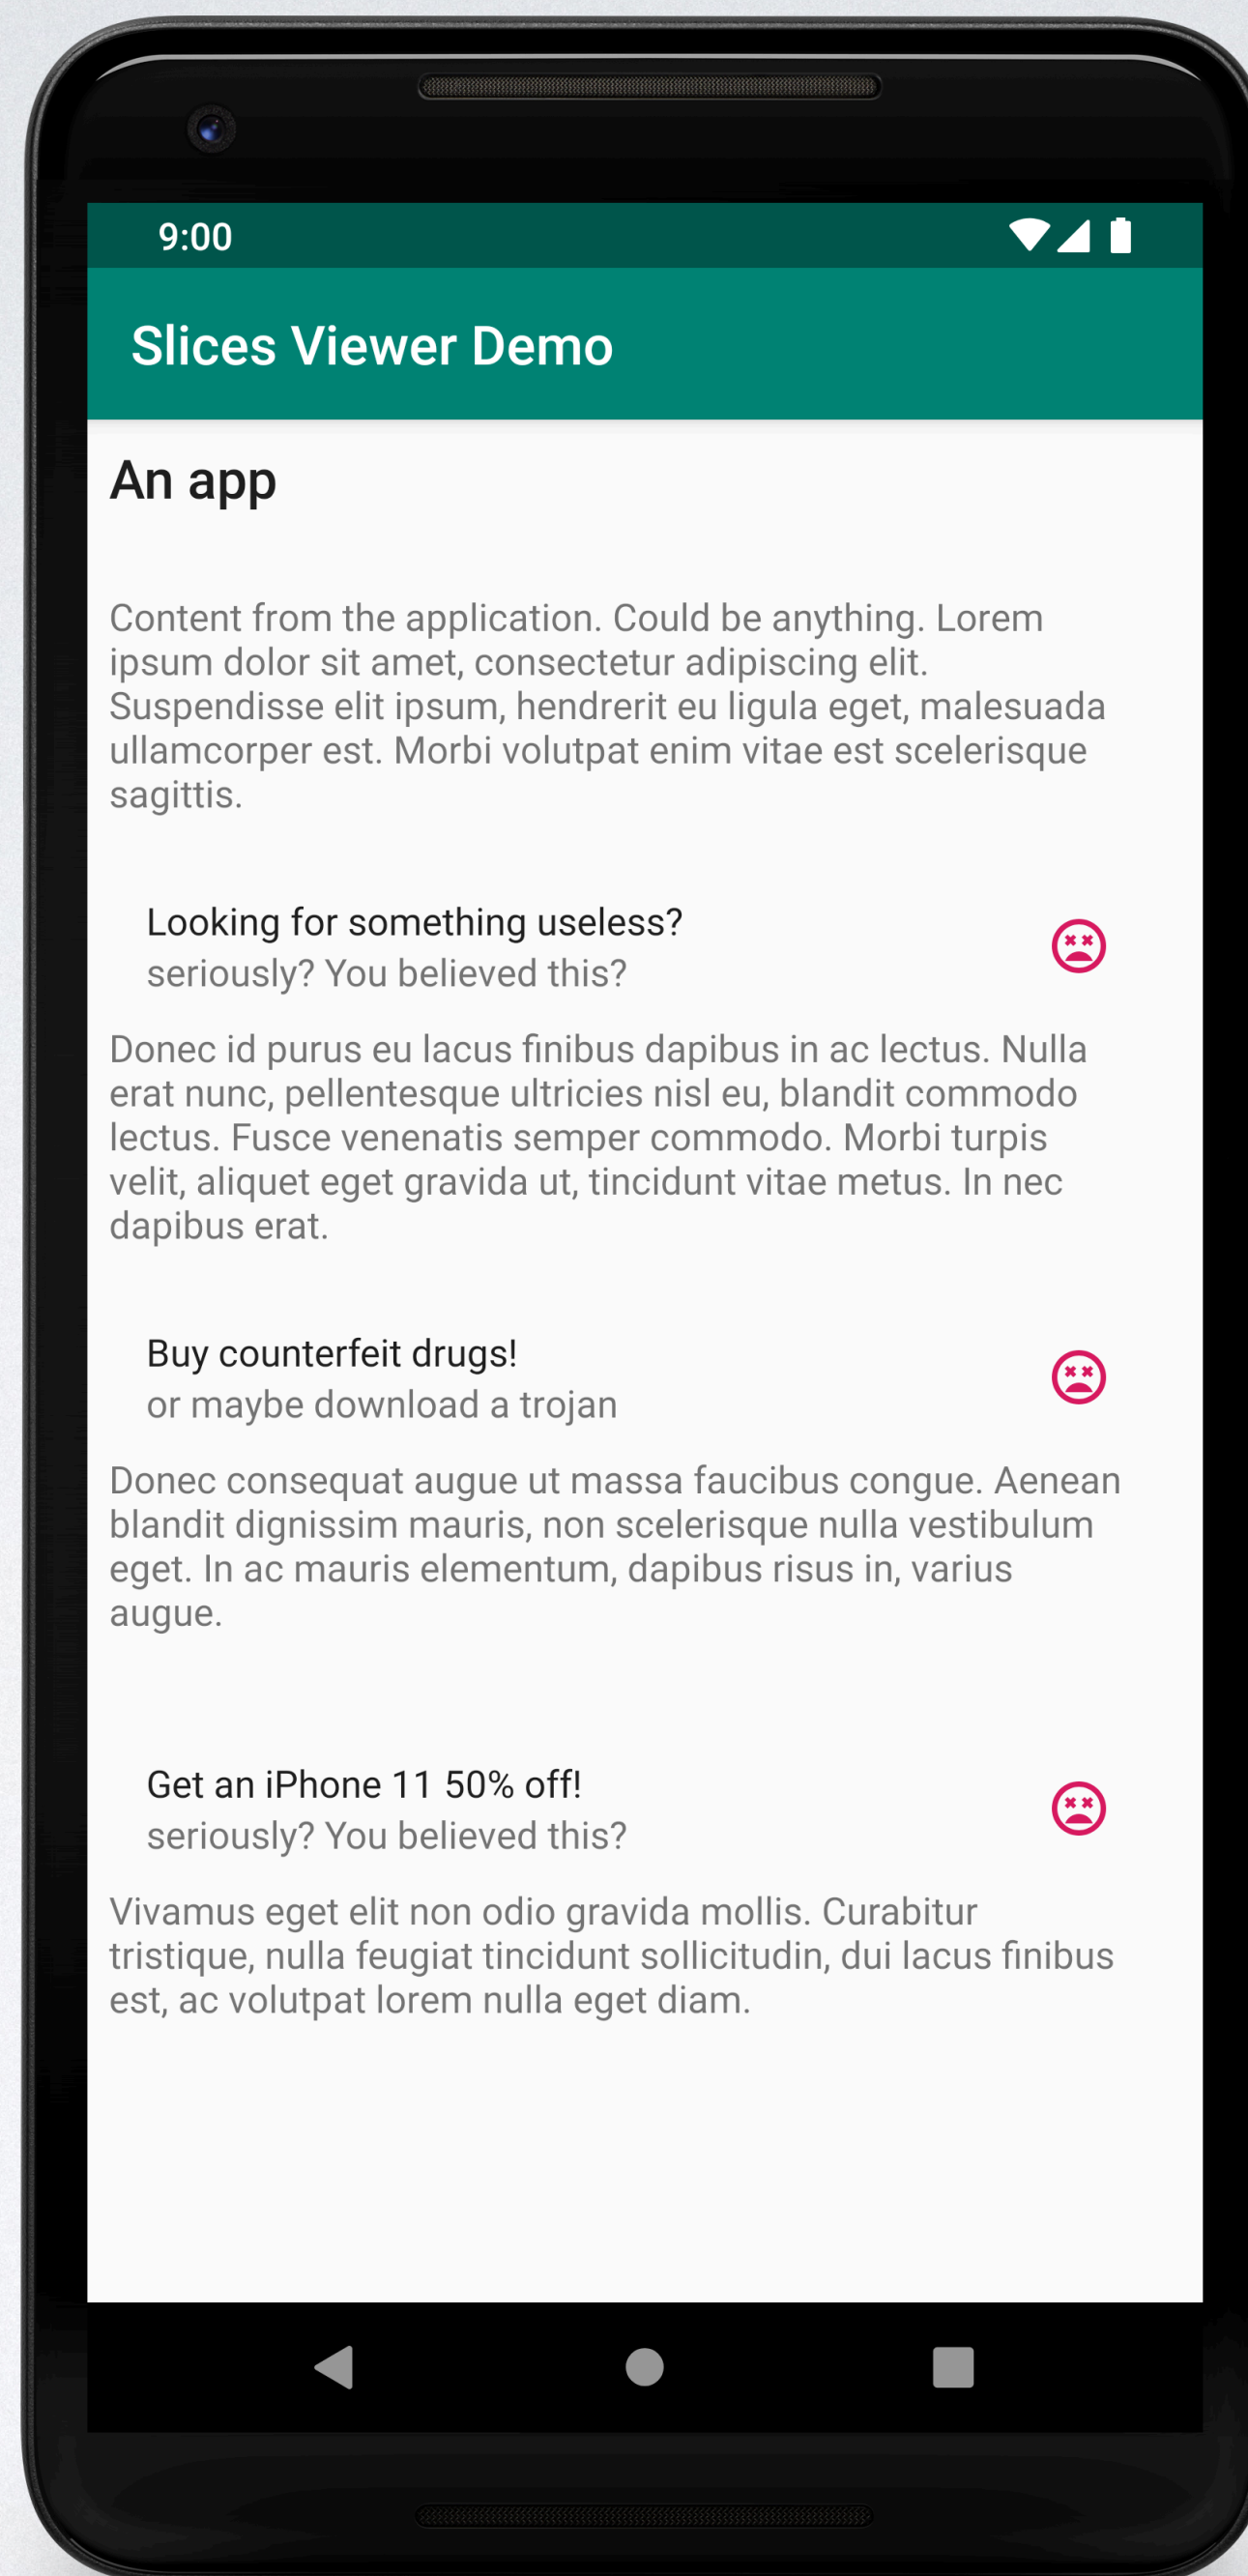 9:00
Slices Viewer Demo
An app
Content from the application. Could be anything. Lorem
ipsum dolor sit amet, consectetur adipiscing elit.
Suspendisse elit ipsum, hendrerit eu ligula eget, malesuada
ullamcorper est. Morbi volutpat enim vitae est scelerisque
sagittis.
Looking for something useless?
seriously? You believed this?
Donec id purus eu lacus finibus dapibus in ac lectus. Nulla
erat nunc, pellentesque ultricies nisl eu, blandit commodo
lectus. Fusce venenatis semper commodo. Morbi turpis
velit, aliquet eget gravida ut, tincidunt vitae metus. In nec
dapibus erat.
Buy counterfeit drugs!
or maybe download a trojan
Donec consequat augue ut massa faucibus congue. Aenean
blandit dignissim mauris, non scelerisque nulla vestibulum
eget. In ac mauris elementum, dapibus risus in, varius
augue.
Get an iPhone 11 50% off!
seriously? You believed this?
Vivamus eget elit non odio gravida mollis. Curabitur
tristique, nulla feugiat tincidunt sollicitudin, dui lacus finibus
est, ac volutpat lorem nulla eget diam.